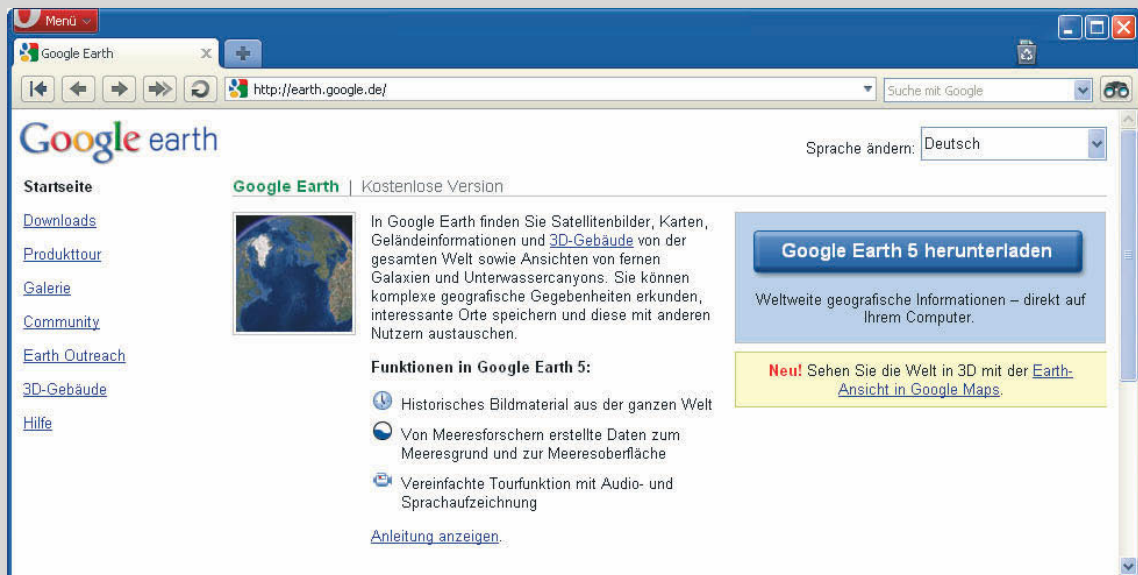 Menü
Google Earth
http://earth.google.de/
Suche mit Google
Google earth
Sprache ändern: Deutsch
Startseite
Downloads
Produkttour
Galerie
Community
Earth Outreach
3D-Gebäude
Hilfe
Google Earth | Kostenlose Version
In Google Earth finden Sie Satellitenbilder, Karten,
Geländeinformationen und 3D-Gebäude von der
gesamten Welt sowie Ansichten von fernen
Galaxien und Unterwassercanyons. Sie können
komplexe geografische Gegebenheiten erkunden,
interessante Orte speichern und diese mit anderen
Nutzern austauschen.
Funktionen in Google Earth 5:
Historisches Bildmaterial aus der ganzen Welt
Von Meeresforschern erstellte Daten zum
Meeresgrund und zur Meeresoberfläche
Vereinfachte Tourfunktion mit Audio- und
Sprachaufzeichnung
Anleitung anzeigen.
Google Earth 5 herunterladen
Weltweite geografische Informationen – direkt auf
Ihrem Computer.
Neu! Sehen Sie die Welt in 3D mit der Earth-
Ansicht in Google Maps.